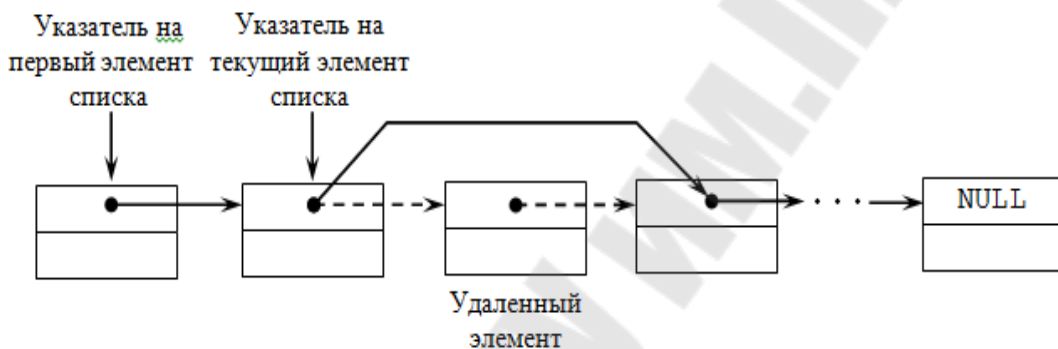 Указатель на
первый элемент
списка
Указатель на
текущий элемент
списка
NULL
Удаленный
элемент